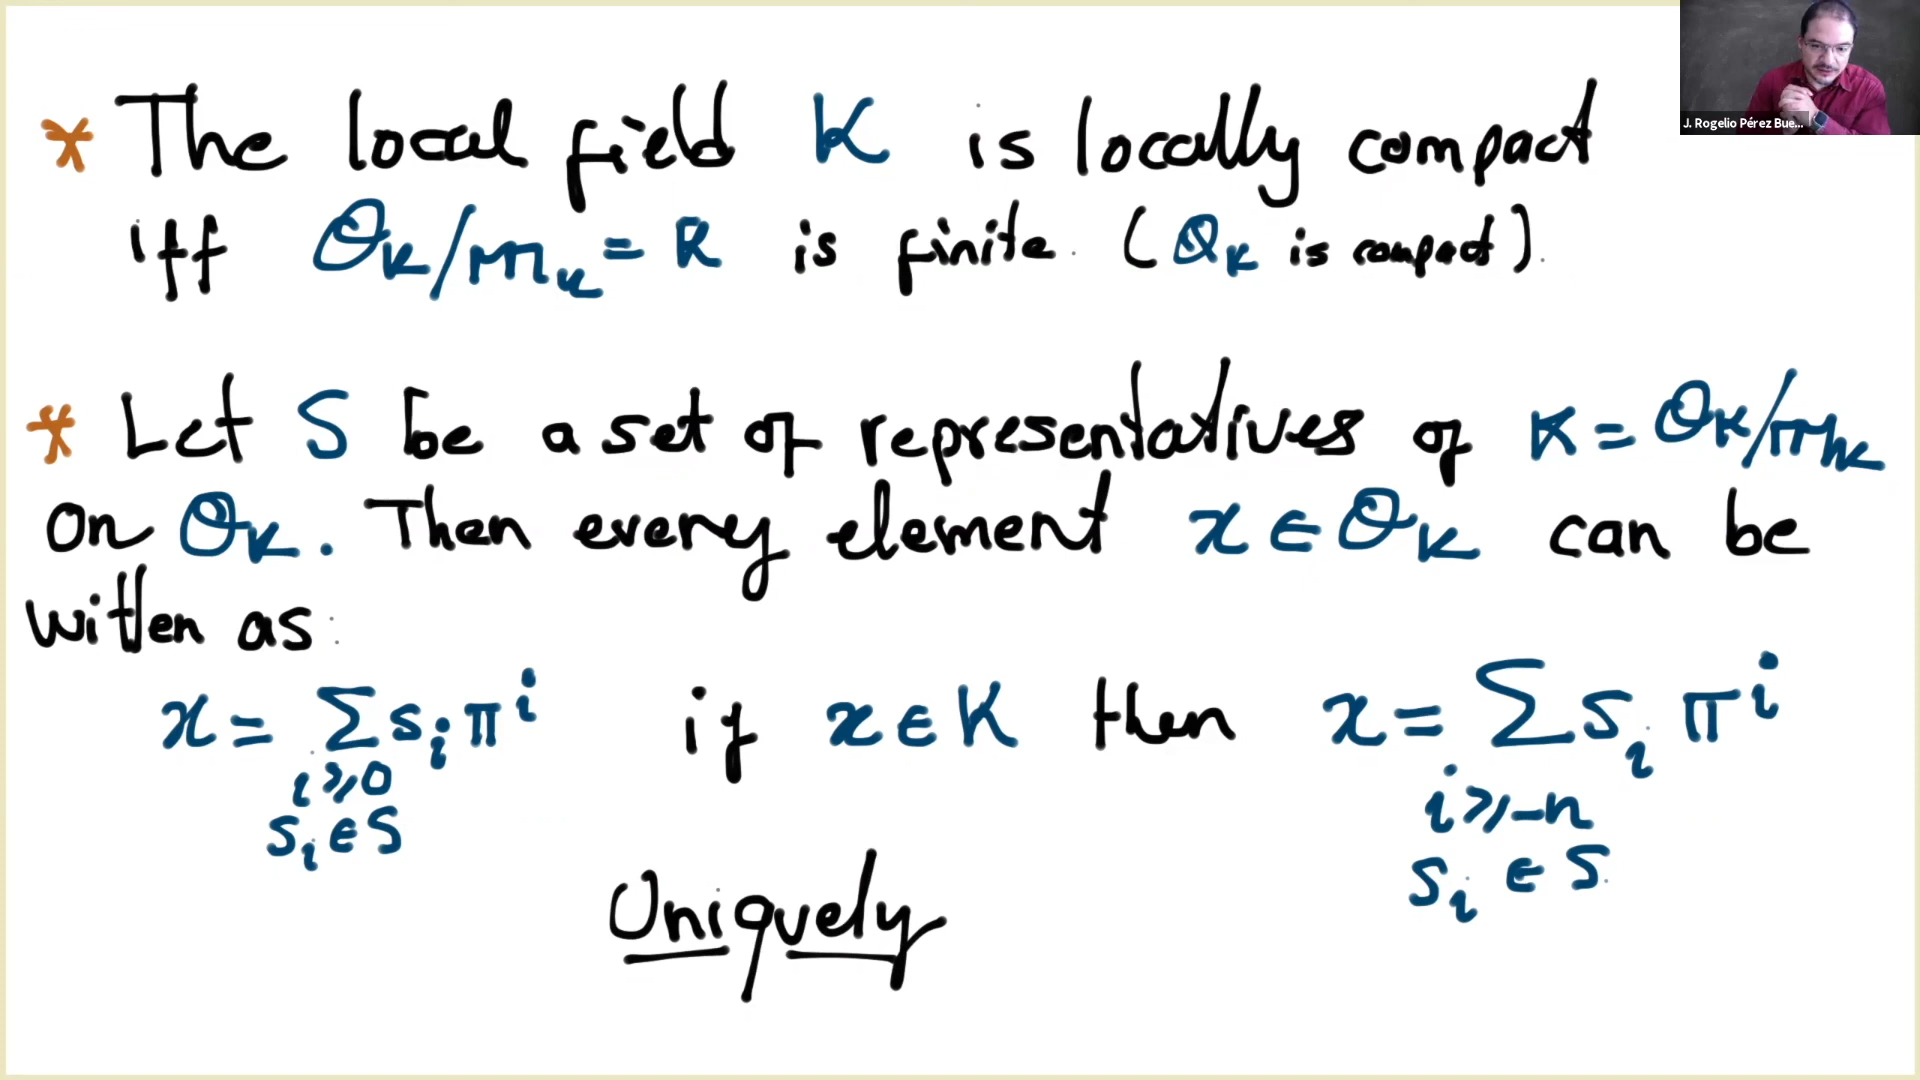 * The local field K is locally compact
iff 𝒪_K/𝔪_K = k is finite. (𝒪_K is compact).
* Let S be a set of representatives of k = 𝒪_K/𝔪_K
on 𝒪_K. Then every element x ∈ 𝒪_K can be
witten as:
x = ∑ s_i π^i if x ∈ K then x = ∑ s_i π^i
i ⩾ 0 i ⩾ -n
s_i ∈ S s_i ∈ S
Uniquely
J. Rogelio Pérez Bue...